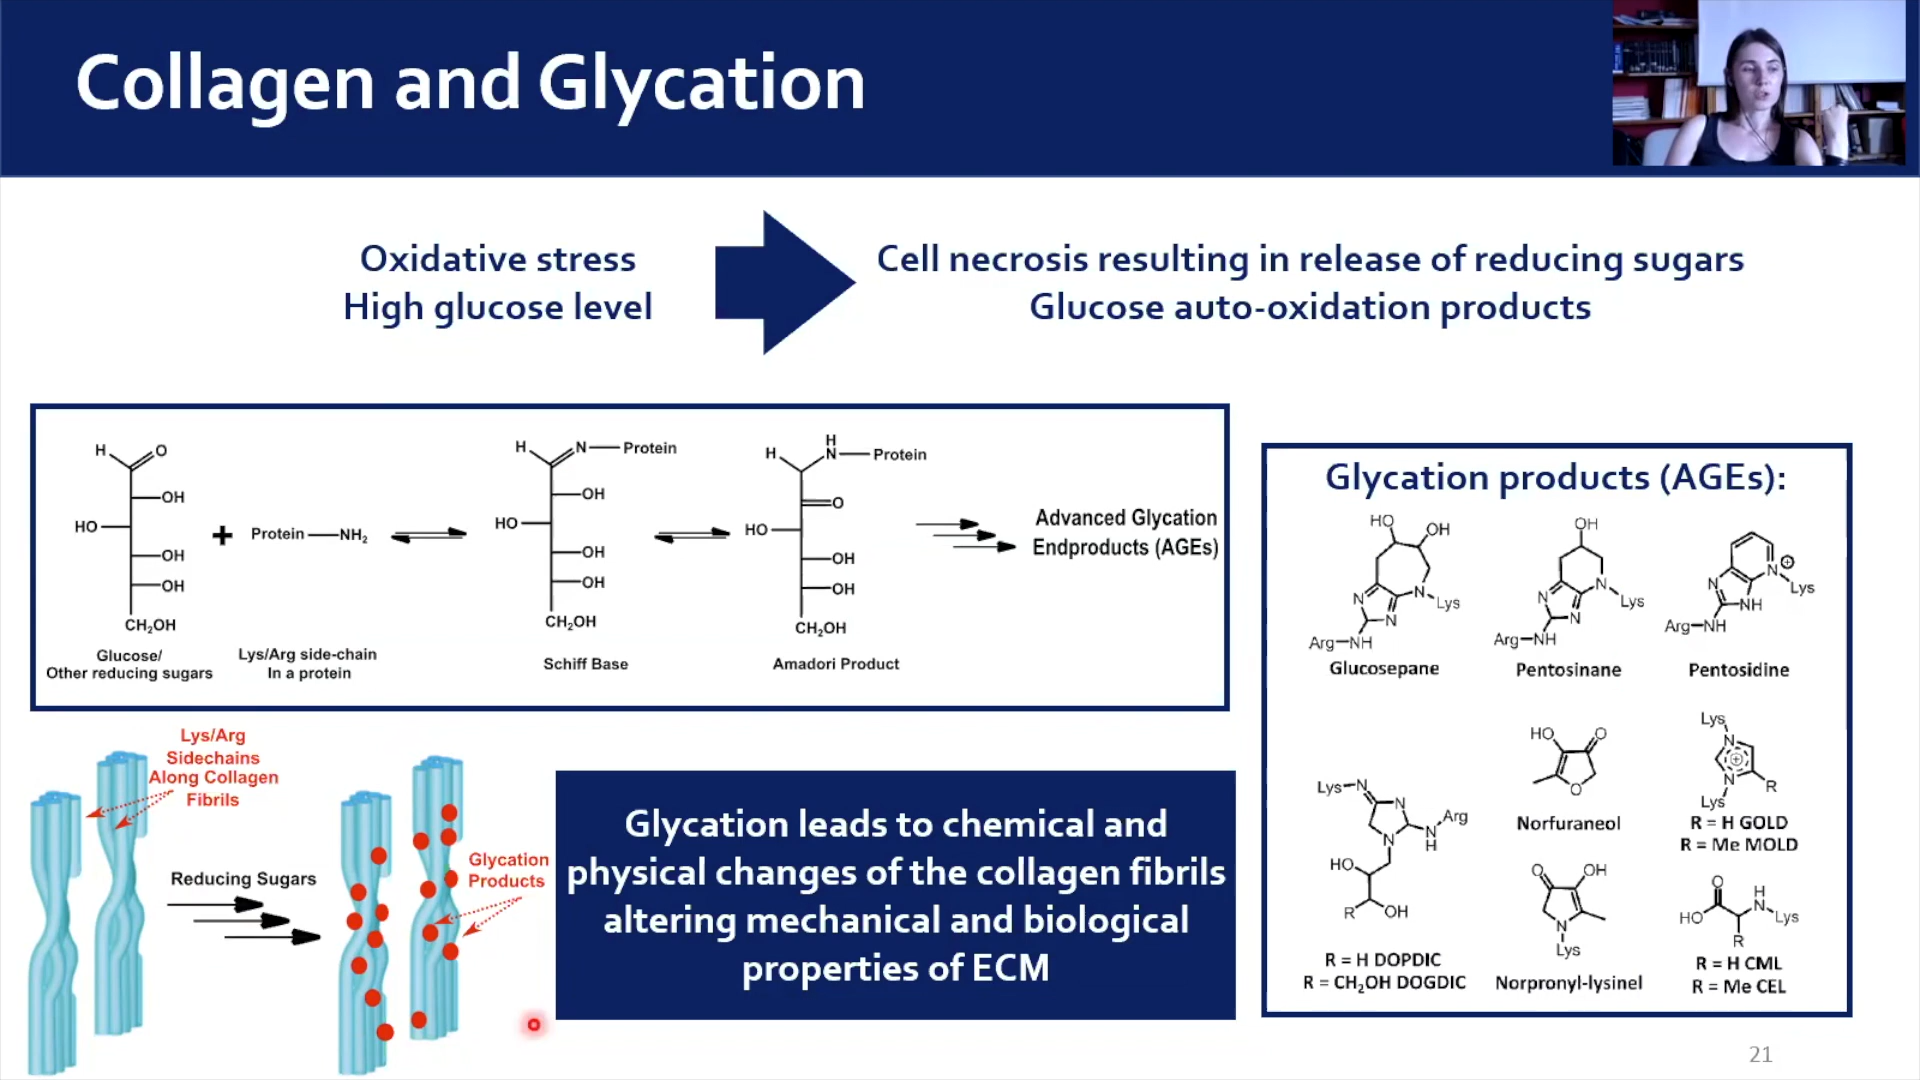 Collagen and Glycation
Oxidative stress
High glucose level
Cell necrosis resulting in release of reducing sugars
Glucose auto-oxidation products
H
O
OH
HO
OH
OH
CH₂OH
Glucose/
Other reducing sugars
+
Protein—NH₂
Lys/Arg side-chain
In a protein
H
N—Protein
OH
HO
OH
OH
CH₂OH
Schiff Base
H
H
N—Protein
O
HO
OH
OH
CH₂OH
Amadori Product
Advanced Glycation
Endproducts (AGEs)
Glycation products (AGEs):
HO
OH
N
N
N
Lys
Arg—NH
Glucosepane
OH
N
N
N
Lys
Arg—NH
Pentosinane
N
⊕
N
Lys
NH
Arg—NH
Pentosidine
Lys
N
N
N
N
H
Arg
HO
R
OH
R = H DOPDIC
R = CH₂OH DOGDIC
HO
O
O
Norfuraneol
Lys
N
⊕
N
Lys
R
R = H GOLD
R = Me MOLD
O
OH
N
Lys
Norpronyl-lysinel
O
H
HO
N
Lys
R
R = H CML
R = Me CEL
Lys/Arg
Sidechains
Along Collagen
Fibrils
Reducing Sugars
Glycation
Products
Glycation leads to chemical and
physical changes of the collagen fibrils
altering mechanical and biological
properties of ECM
21